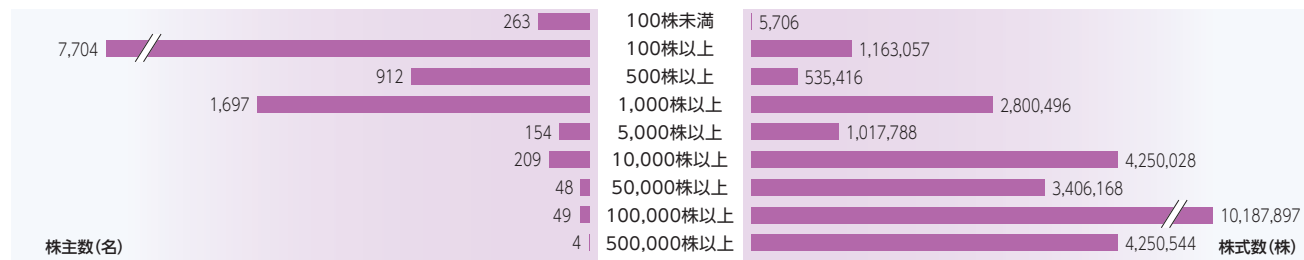 263 100株未満 5,706
7,704 100株以上 1,163,057
912 500株以上 535,416
1,697 1,000株以上 2,800,496
154 5,000株以上 1,017,788
209 10,000株以上 4,250,028
48 50,000株以上 3,406,168
49 100,000株以上 10,187,897
4 500,000株以上 4,250,544
株主数(名) 株式数(株)